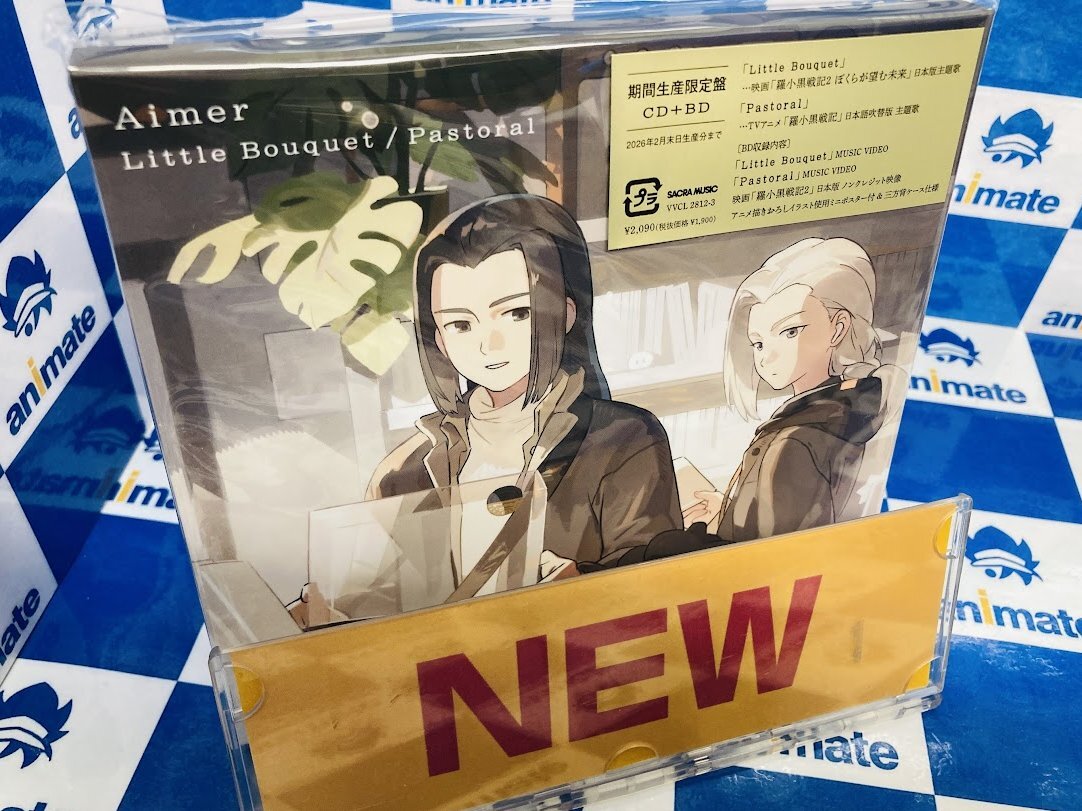 Aimer
Little Bouquet / Pastoral
期間生産限定盤
CD+BD
2026年2月末日生産分まで
プラ
SACRA MUSIC
VVCL 2812-3
¥2,090(税抜価格 ¥1,900)
「Little Bouquet」
…映画「羅小黒戦記2 ぼくらが望む未来」日本版主題歌
「Pastoral」
…TVアニメ「羅小黒戦記」日本語吹替版 主題歌
[BD収録内容]
「Little Bouquet」MUSIC VIDEO
「Pastoral」MUSIC VIDEO
映画「羅小黒戦記2」日本版 ノンクレジット映像
アニメ描きおろしイラスト使用ミニポスター付 & 三方背ケース仕様
NEW
animate
animate
animate
animate